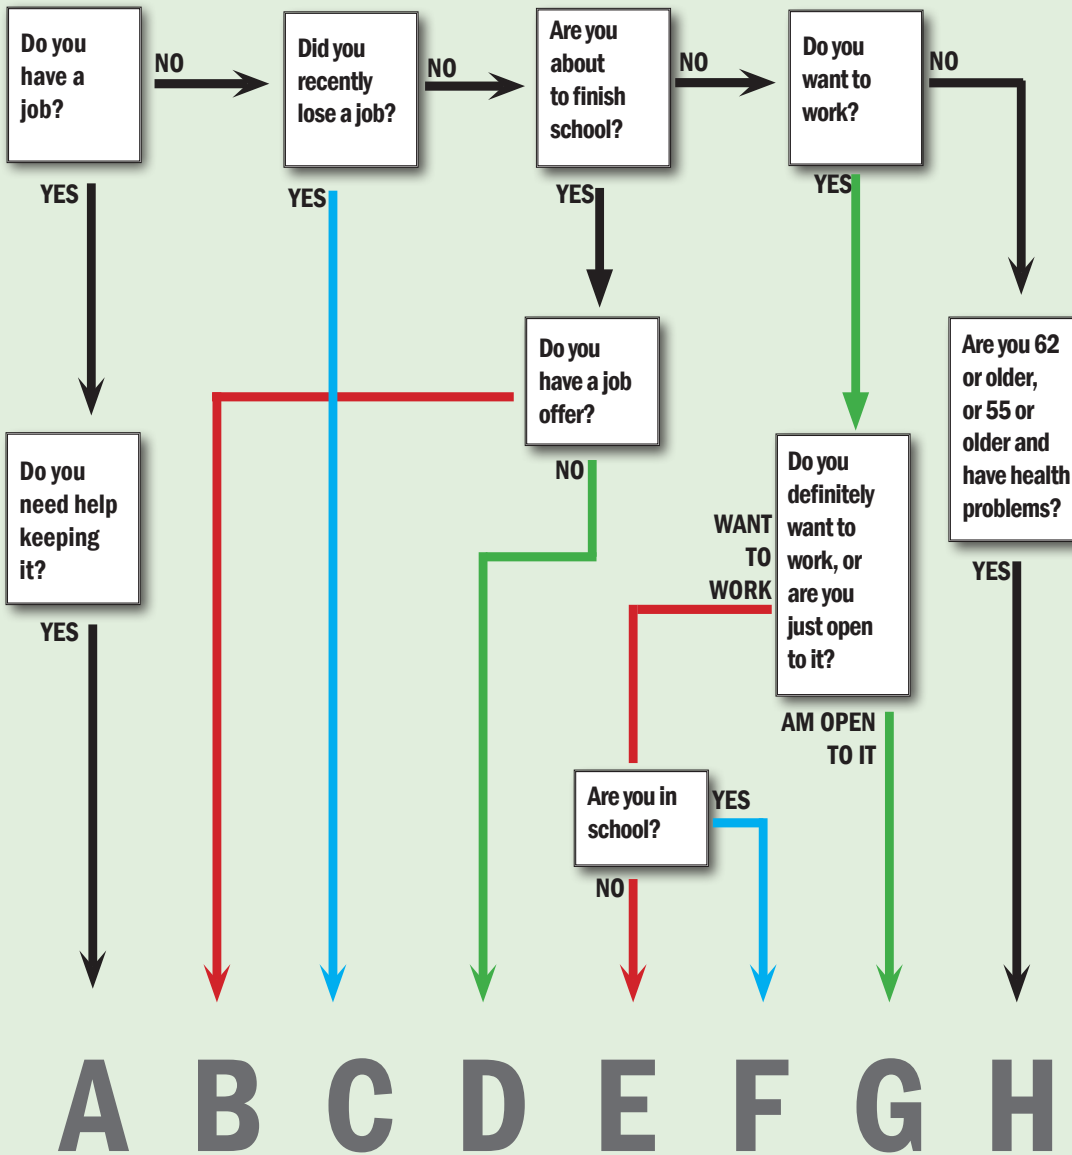 Do you
have a
job?
NO
Did you
recently
lose a job?
NO
Are you
about
to finish
school?
NO
Do you
want to
work?
NO
YES
YES
YES
YES
Do you
have a job
offer?
NO
Are you 62
or older,
or 55 or
older and
have health
problems?
YES
Do you
need help
keeping
it?
YES
Do you
definitely
want to
work, or
are you
just open
to it?
WANT
TO
WORK
AM OPEN
TO IT
Are you in
school?
YES
NO
A B C D E F G H